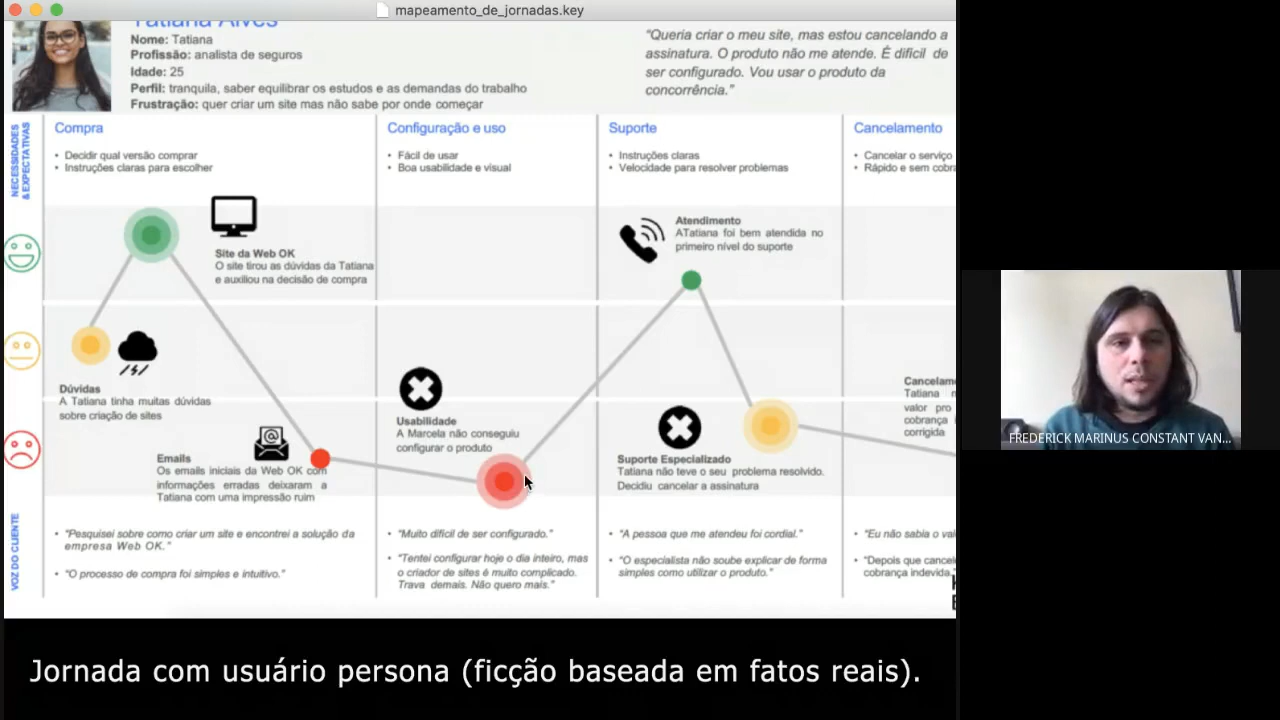 mapeamento_de_jornadas.key
Tatiana Alves
Nome: Tatiana
Profissão: analista de seguros
Idade: 25
Perfil: tranquila, saber equilibrar os estudos e as demandas do trabalho
Frustração: quer criar um site mas não sabe por onde começar
“Queria criar o meu site, mas estou cancelando a
assinatura. O produto não me atende. É dificil de
ser configurado. Vou usar o produto da
concorrência.”
NECESSIDADES
& EXPECTATIVAS
Compra
• Decidir qual versão comprar
• Instruções claras para escolher
Configuração e uso
• Fácil de usar
• Boa usabilidade e visual
Suporte
• Instruções claras
• Velocidade para resolver problemas
Cancelamento
• Cancelar o serviço
• Rápido e sem cobra
Site da Web OK
O site tirou as dúvidas da Tatiana
e auxiliou na decisão de compra
Atendimento
ATatiana foi bem atendida no
primeiro nível do suporte
Dúvidas
A Tatiana tinha muitas dúvidas
sobre criação de sites
Emails
Os emails iniciais da Web OK com
informações erradas deixaram a
Tatiana com uma impressão ruim
Usabilidade
A Marcela não conseguiu
configurar o produto
Suporte Especializado
Tatiana não teve o seu problema resolvido.
Decidiu cancelar a assinatura
Cancelam
Tatiana
valor pro
cobrança
corrigida
VOZ DO CLIENTE
• “Pesquisei sobre como criar um site e encontrei a solução da
empresa Web OK.”
• “O processo de compra foi simples e intuitivo.”
• “Muito difícil de ser configurado.”
• “Tentei configurar hoje o dia inteiro, mas
o criador de sites é muito complicado.
Trava demais. Não quero mais.”
• “A pessoa que me atendeu foi cordial.”
• “O especialista não soube explicar de forma
simples como utilizar o produto.”
• “Eu não sabia o val
• “Depois que cancel
cobrança indevida.
FREDERICK MARINUS CONSTANT VAN...
Jornada com usuário persona (ficção baseada em fatos reais).